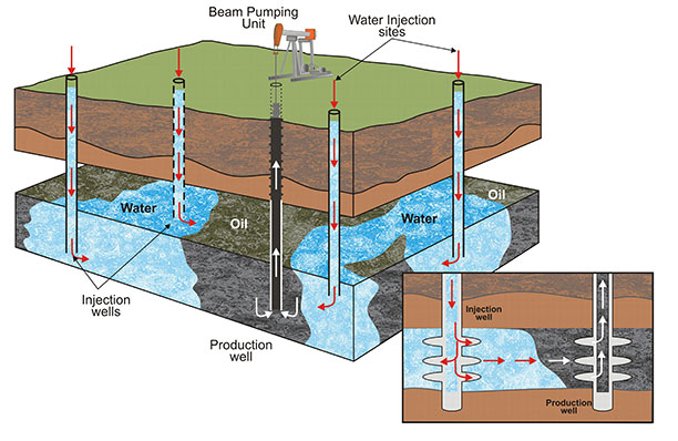 Beam Pumping
Unit
Water Injection
sites
Water
Oil
Water
Oil
Injection
wells
Production
well
Injection
well
Production
well